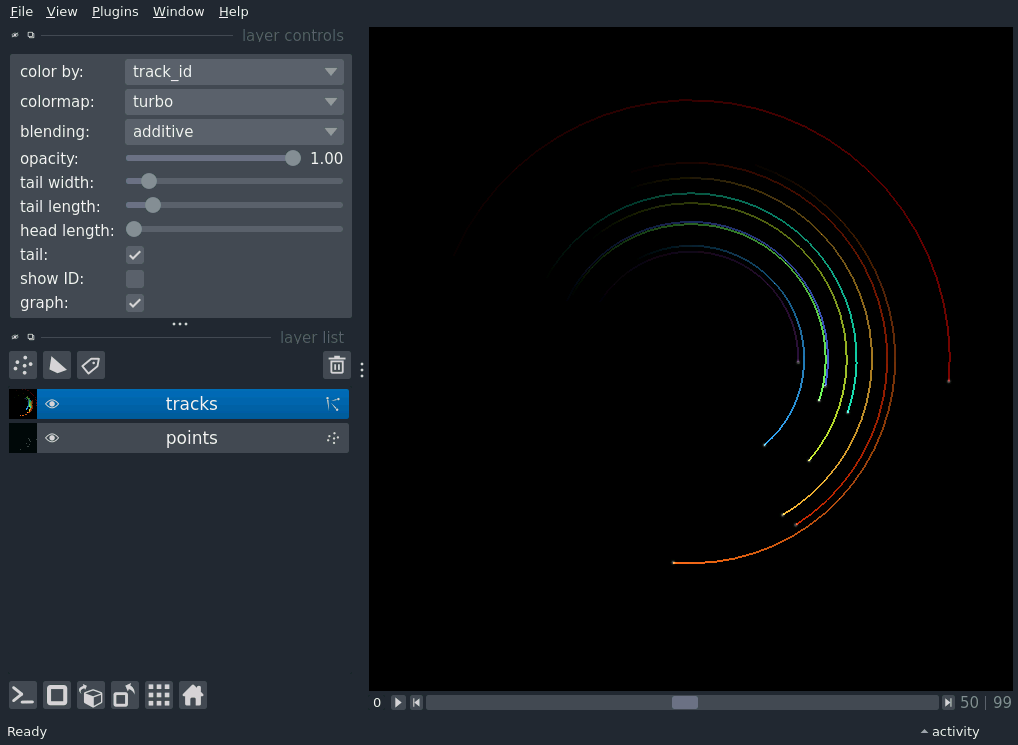 File View Plugins Window Help
layer controls
color by: track_id
colormap: turbo
blending: additive
opacity: 1.00
tail width:
tail length:
head length:
tail:
show ID:
graph:
layer list
tracks
points
0 50 | 99
Ready activity